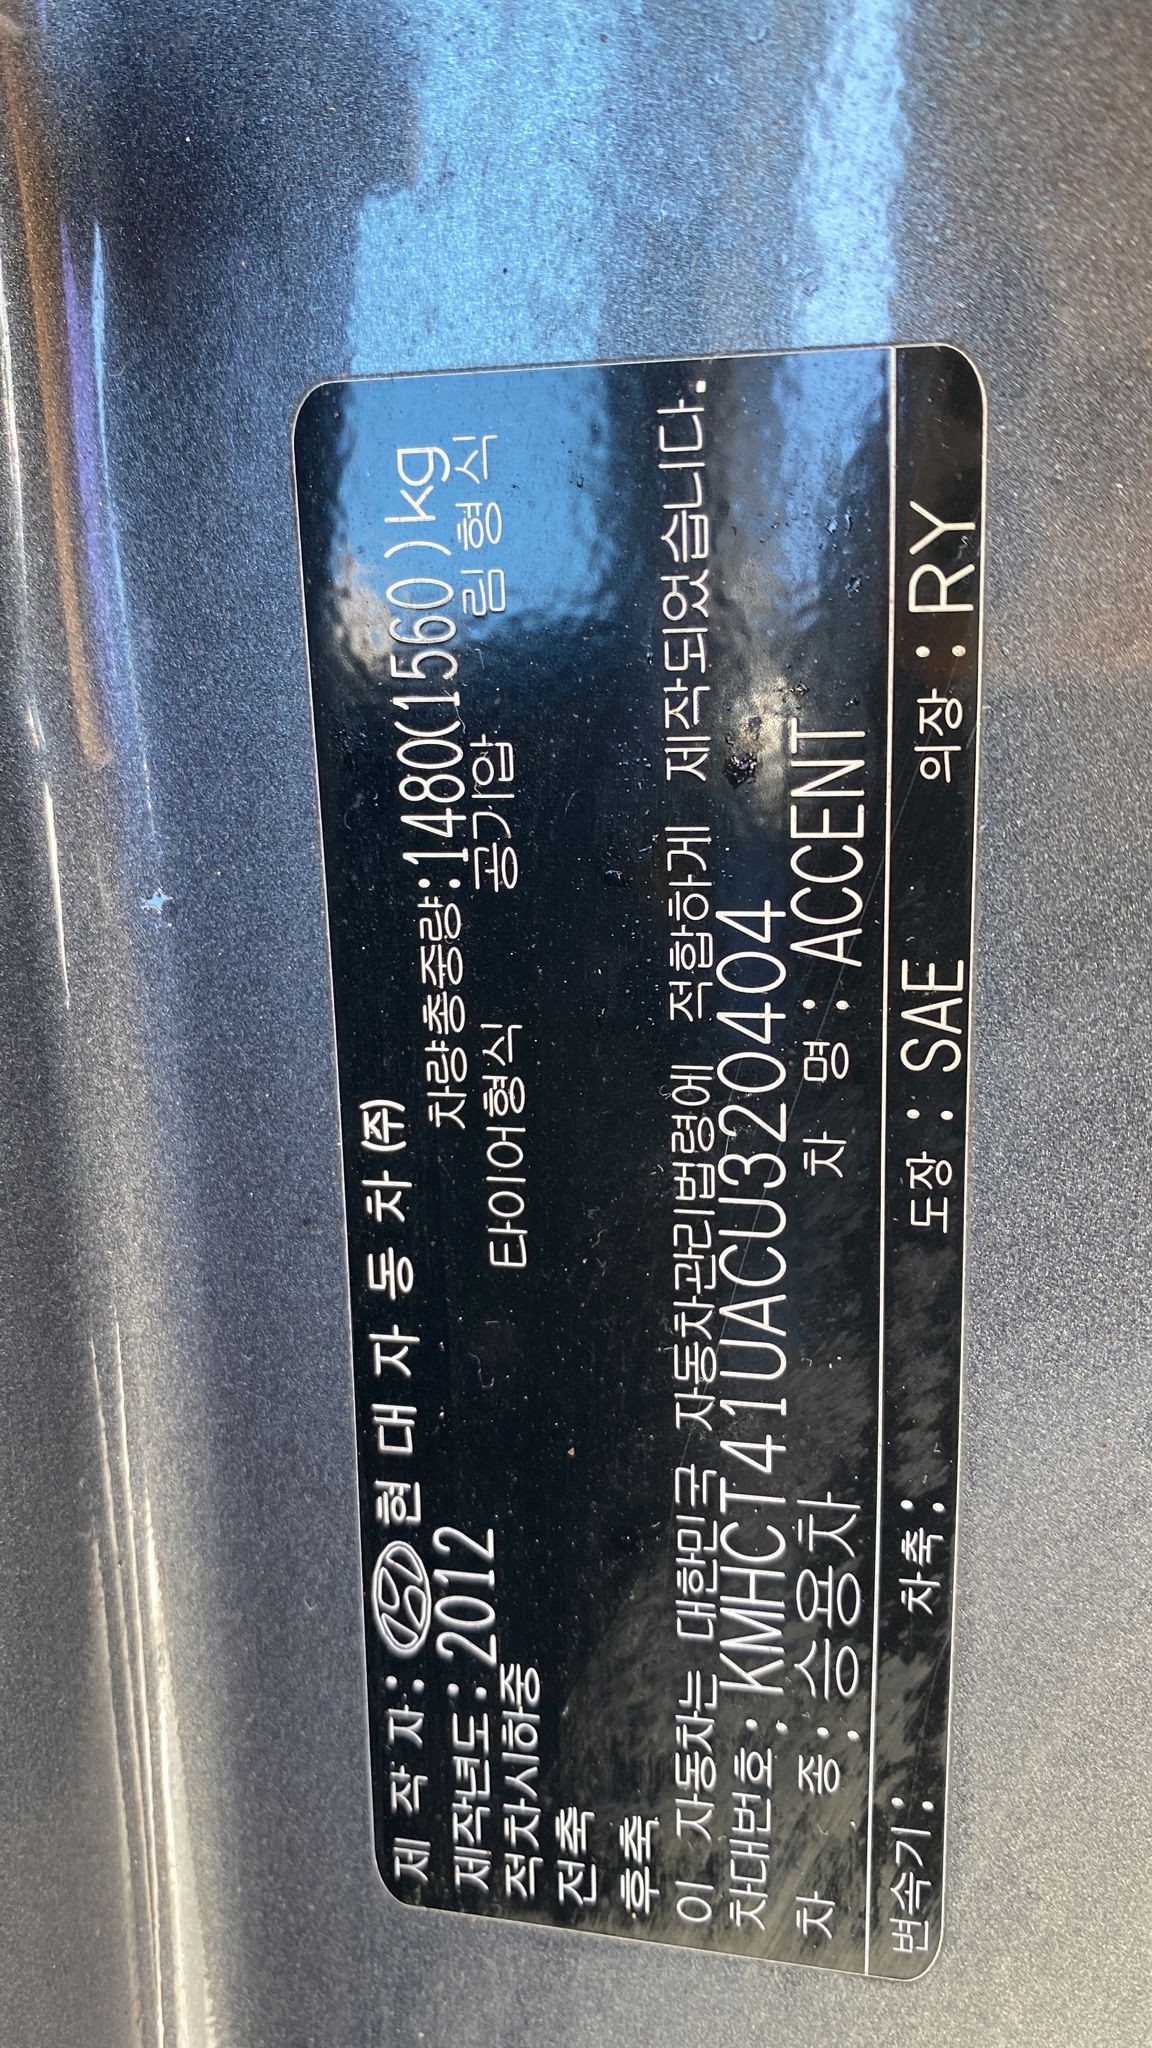 제 작 자 : 현 대 자 동 차 (주)
제작년도 : 2012 차량총중량 : 1480(1560)kg
적차시하중 타이어형식 공기압 림 형식
전축
후축
이 자동차는 대한민국 자동차관리법령에 적합하게 제작되었습니다.
차대번호 : KMHCT41UACU320404
차 종 : 승용차 차 명 : ACCENT
변속기 : 차축 : 도장 : SAE 의장 : RY